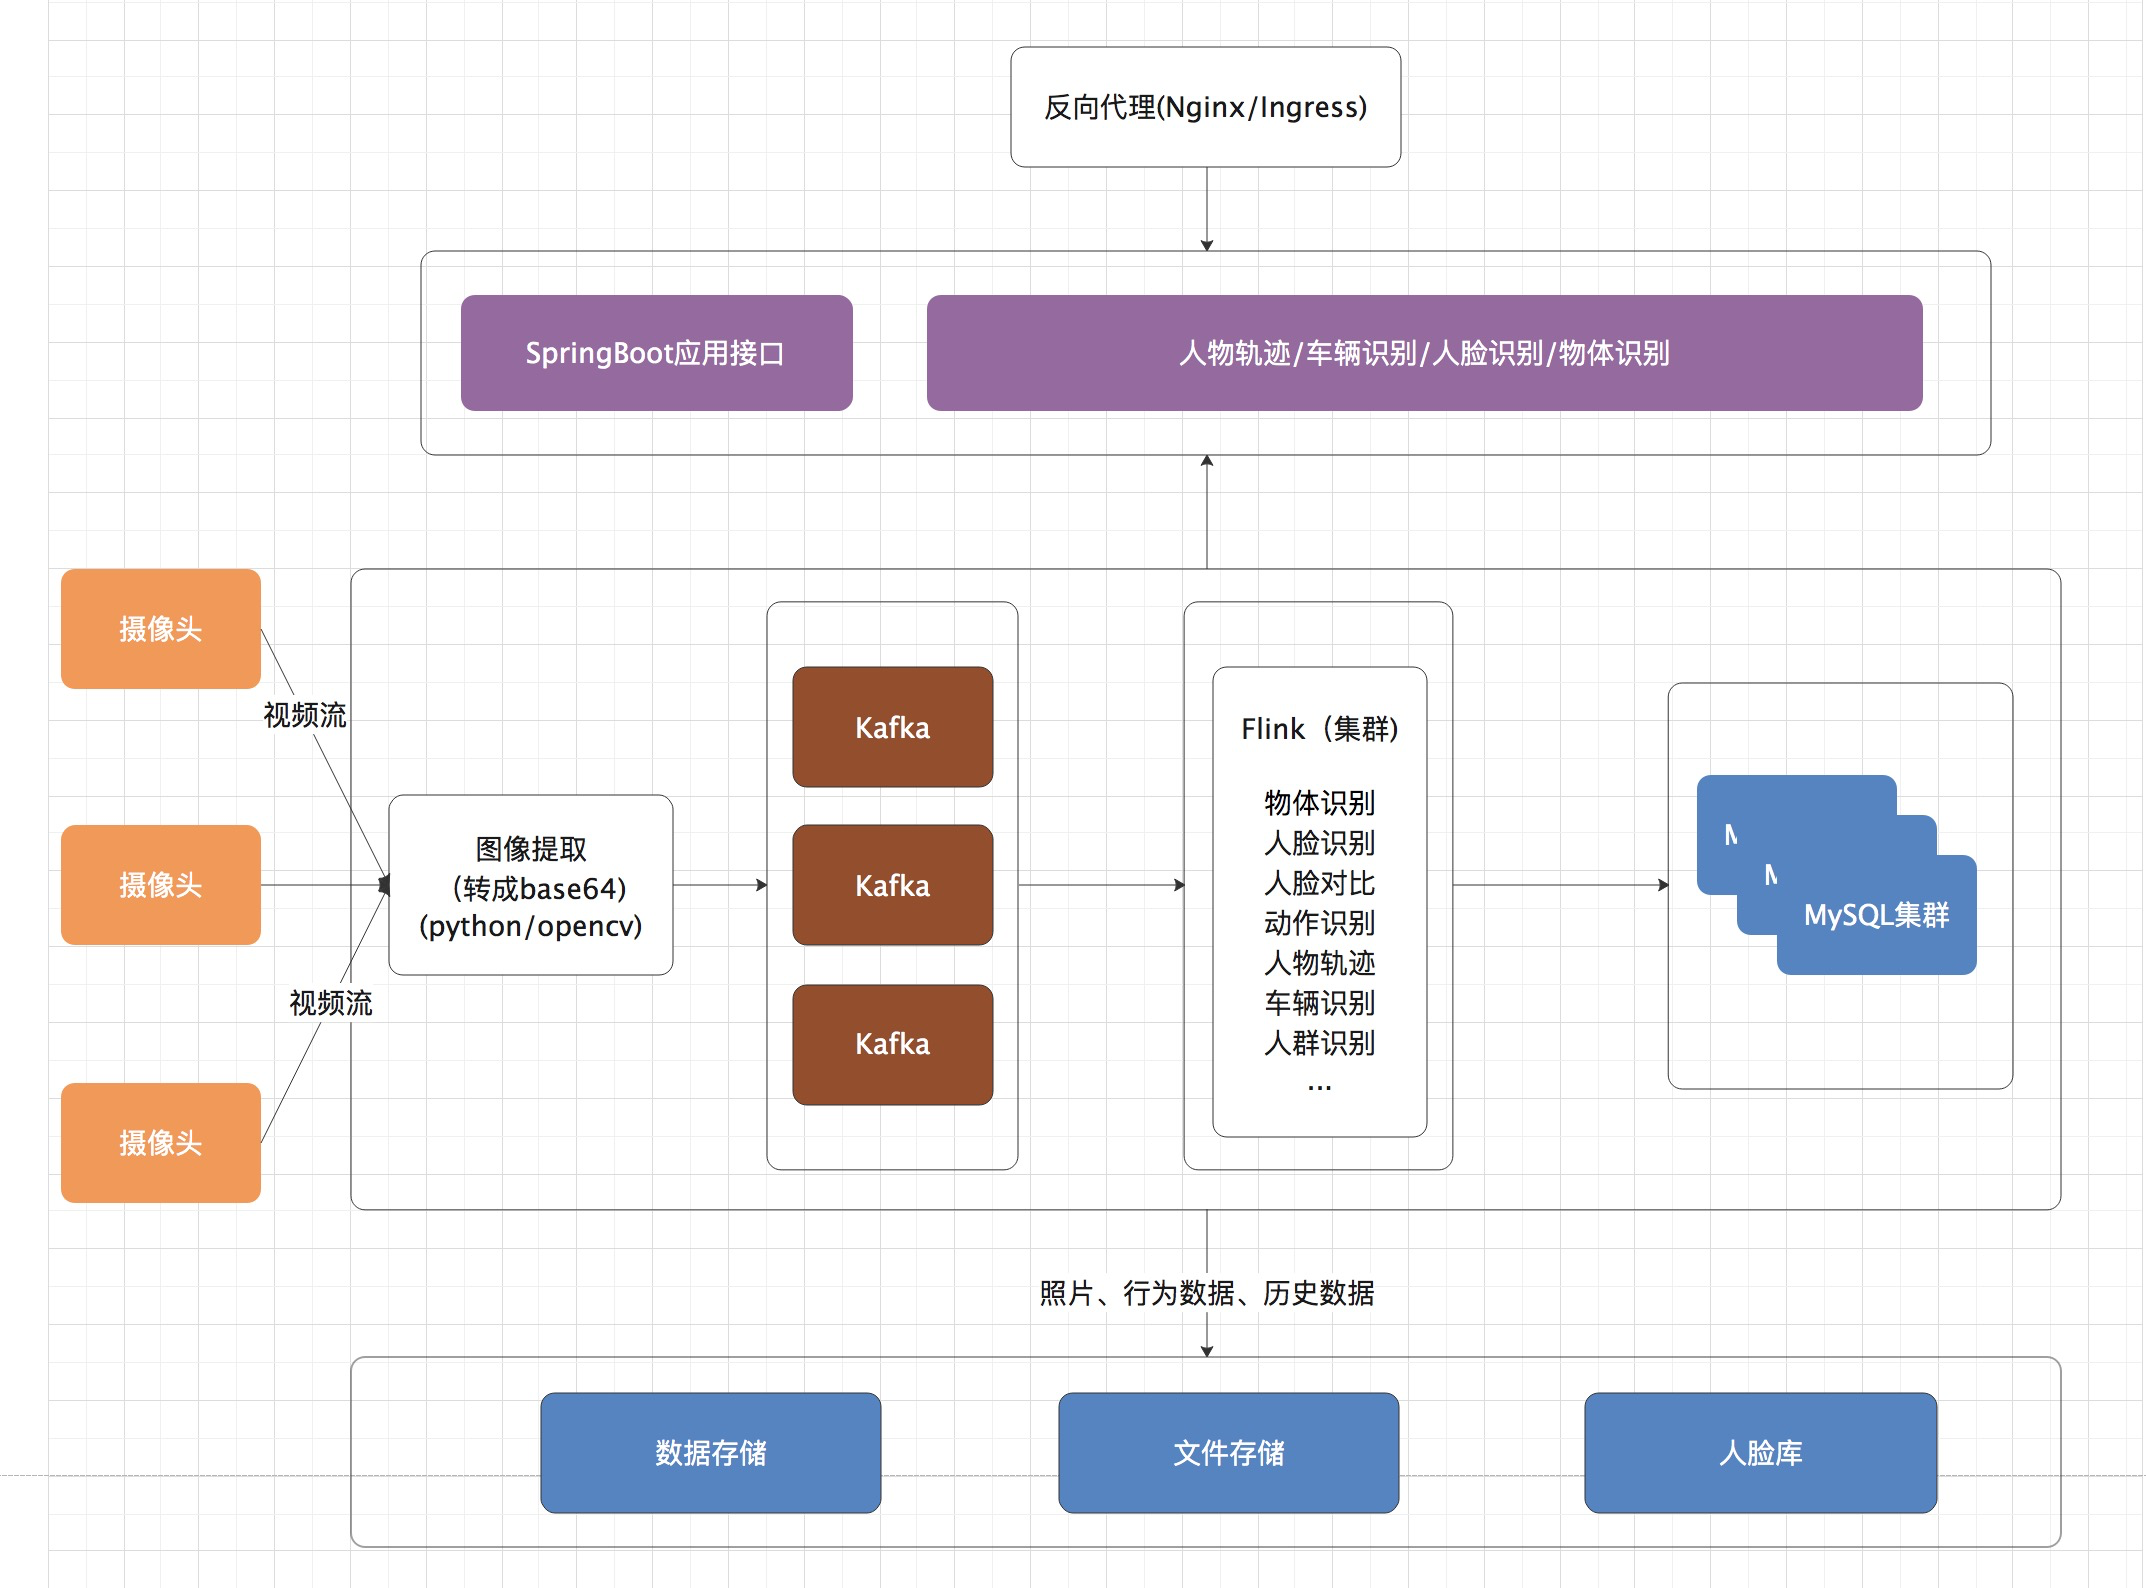 反向代理(Nginx/Ingress)
SpringBoot应用接口
人物轨迹/车辆识别/人脸识别/物体识别
摄像头
视频流
摄像头
视频流
摄像头
图像提取
（转成base64)
(python/opencv)
Kafka
Kafka
Kafka
Flink（集群)
物体识别
人脸识别
人脸对比
动作识别
人物轨迹
车辆识别
人群识别
...
M
M
MySQL集群
照片、行为数据、历史数据
数据存储
文件存储
人脸库